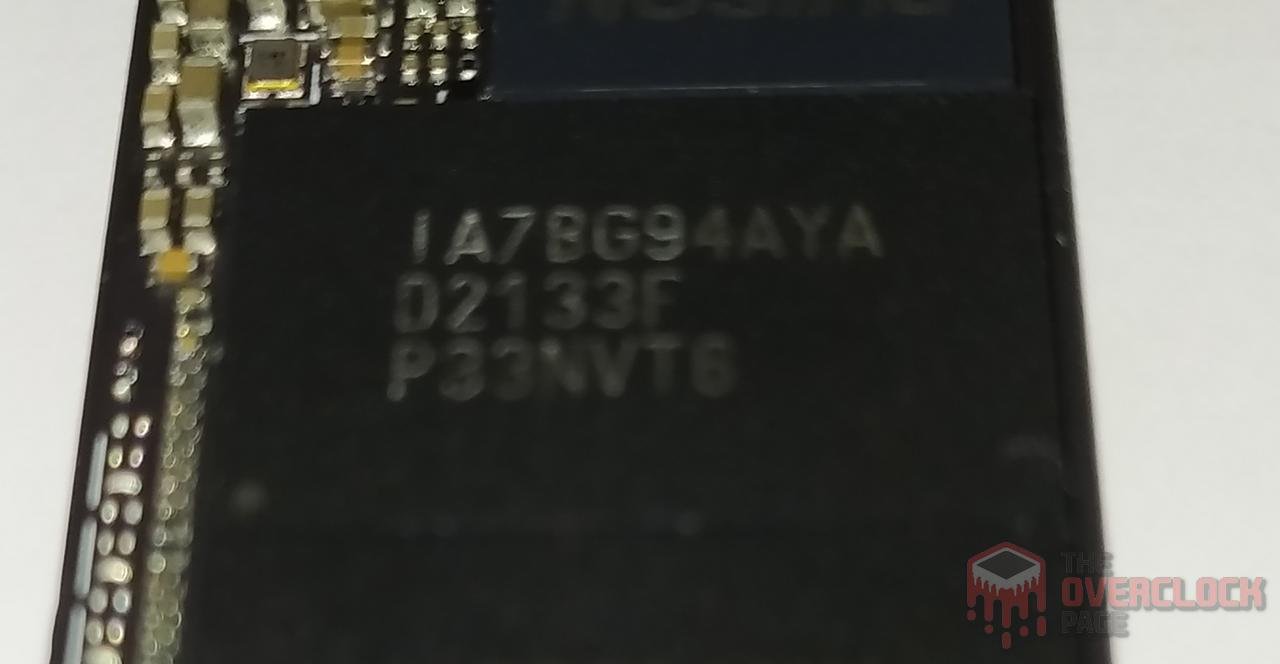 IA7BG94AYA
D2133F
P33NVT6
THE
OVERCLOCK
PAGE